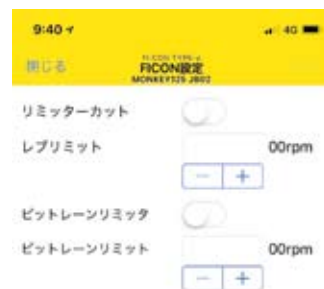 9:40
4G
FICON TYPE-e
閉じる FICON設定
MONKEY125 JB02
リミッターカット
レブリミット 00rpm
− +
ピットレーンリミッタ
ピットレーンリミット 00rpm
− +